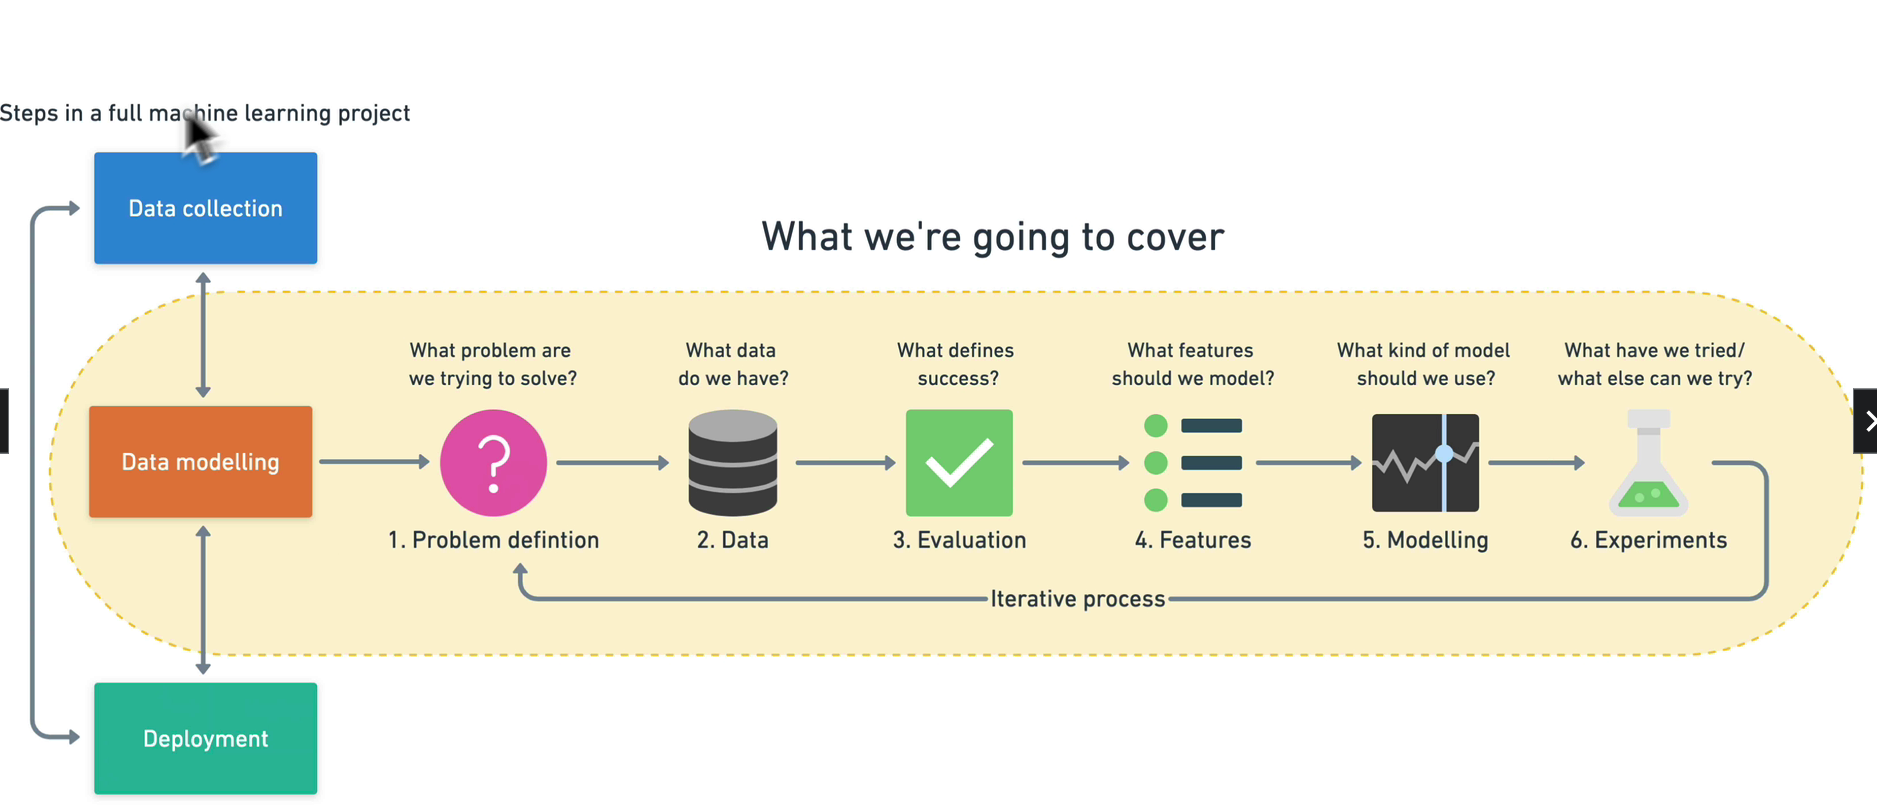 Steps in a full machine learning project
Data collection
What we're going to cover
What problem are
we trying to solve?
What data
do we have?
What defines
success?
What features
should we model?
What kind of model
should we use?
What have we tried/
what else can we try?
Data modelling
1. Problem defintion
2. Data
3. Evaluation
4. Features
5. Modelling
6. Experiments
Iterative process
Deployment